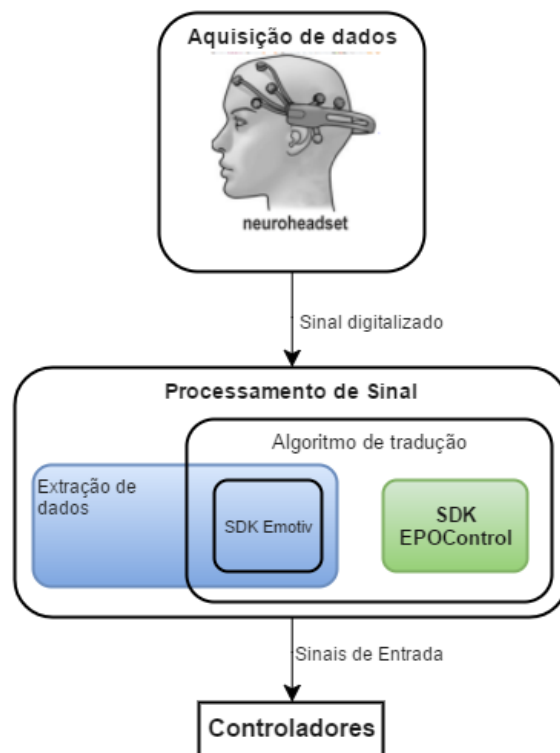 Aquisição de dados
neuroheadset
Sinal digitalizado
Processamento de Sinal
Algoritmo de tradução
Extração de
dados
SDK Emotiv
SDK
EPOControl
Sinais de Entrada
Controladores